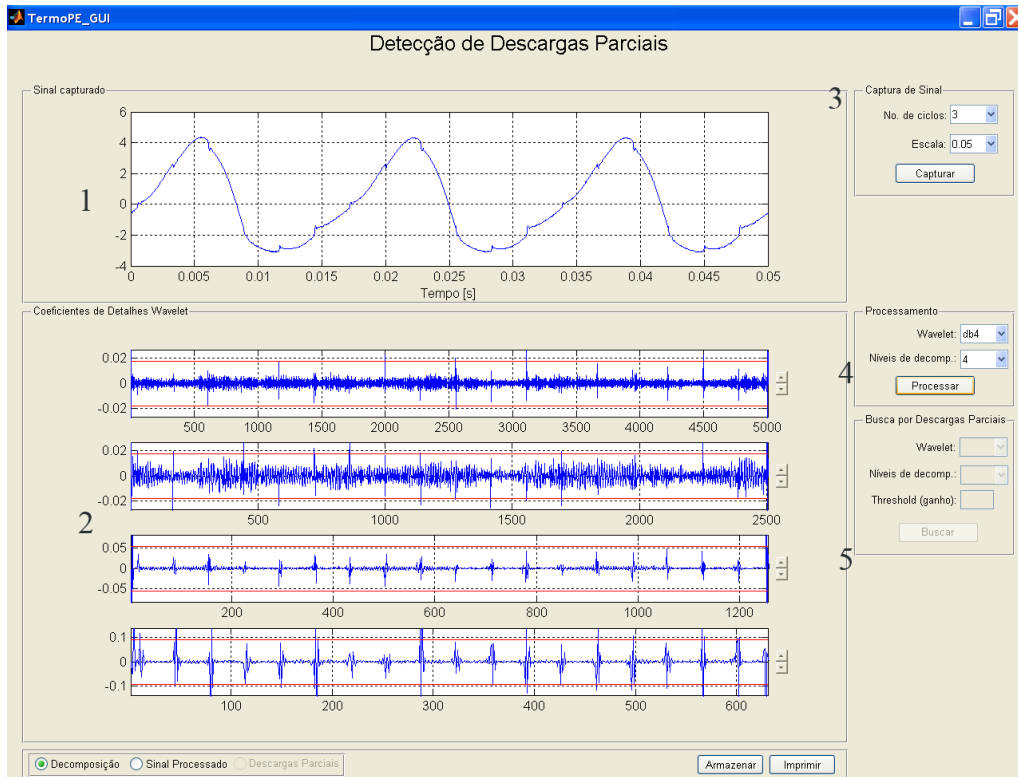 TermoPE_GUI
Detecção de Descargas Parciais
Sinal capturado
6
4
2
0
-2
-4
0 0.005 0.01 0.015 0.02 0.025 0.03 0.035 0.04 0.045 0.05
Tempo [s]
1
3
Captura de Sinal
No. de ciclos: 3
Escala: 0.05
Capturar
Coeficientes de Detalhes Wavelet
0.02
0
-0.02
500 1000 1500 2000 2500 3000 3500 4000 4500 5000
0.02
0
-0.02
500 1000 1500 2000 2500
2
0.05
0
-0.05
200 400 600 800 1000 1200
0.1
0
-0.1
100 200 300 400 500 600
Processamento
Wavelet: db4
Níveis de decomp.: 4
4
Processar
Busca por Descargas Parciais
Wavelet:
Níveis de decomp.:
Threshold (ganho):
Buscar
5
Decomposição Sinal Processado Descargas Parciais
Armazenar Imprimir